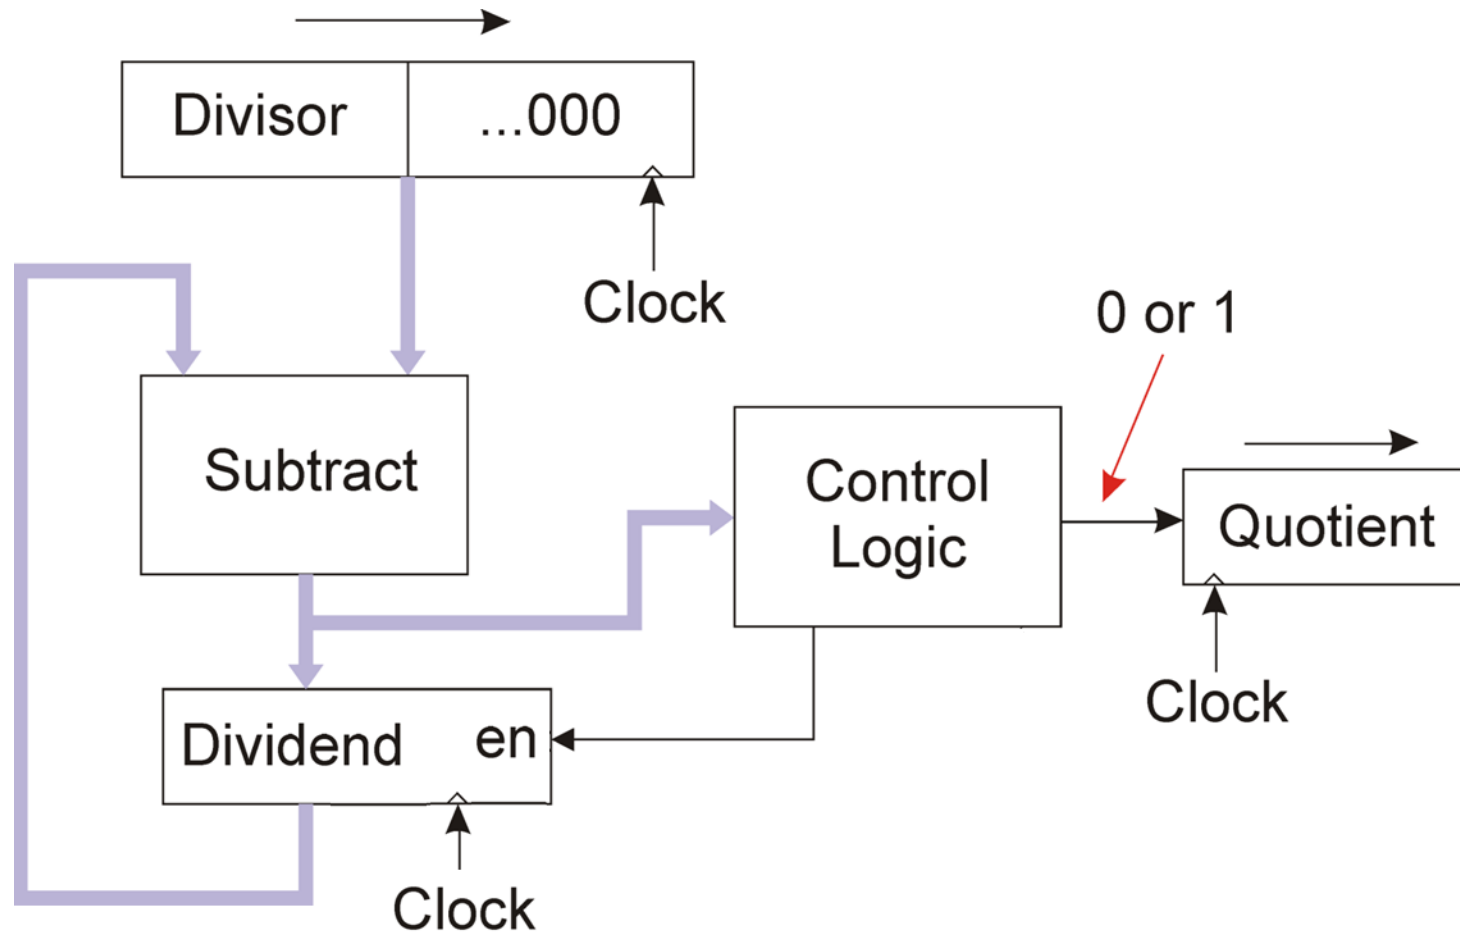 Divisor
...000
Clock
0 or 1
Subtract
Control
Logic
Quotient
Clock
Dividend
en
Clock